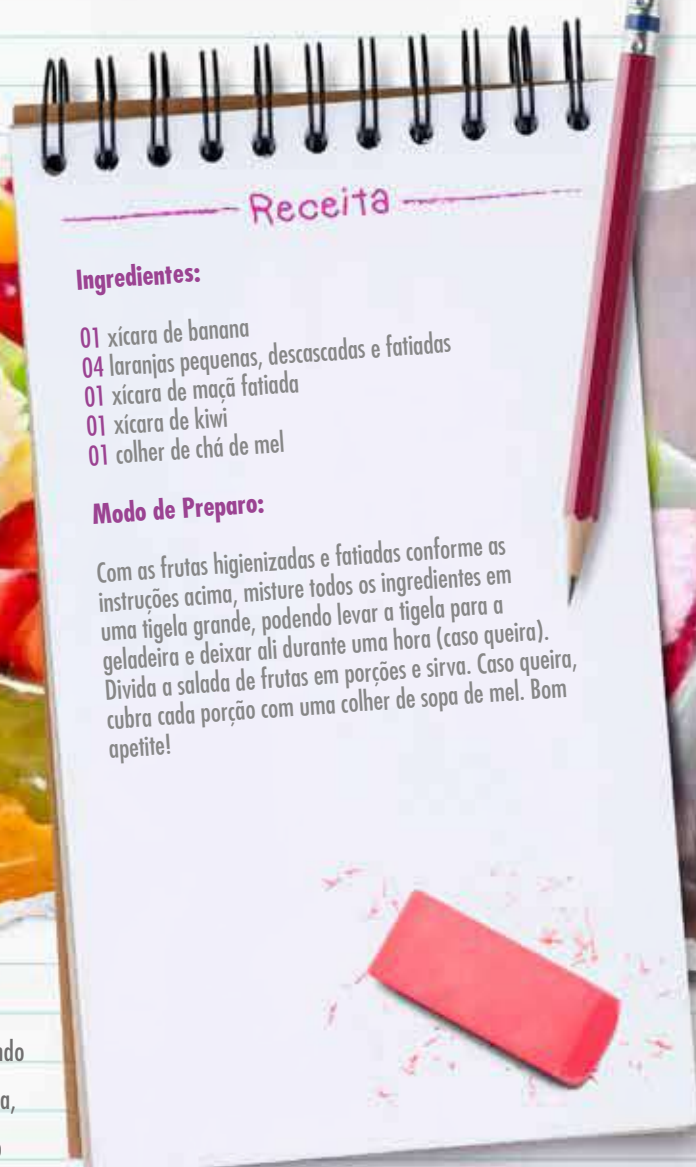 Receita
Ingredientes:
01 xícara de banana
04 laranjas pequenas, descascadas e fatiadas
01 xícara de maçã fatiada
01 xícara de kiwi
01 colher de chá de mel
Modo de Preparo:
Com as frutas higienizadas e fatiadas conforme as
instruções acima, misture todos os ingredientes em
uma tigela grande, podendo levar a tigela para a
geladeira e deixar ali durante uma hora (caso queira).
Divida a salada de frutas em porções e sirva. Caso queira,
cubra cada porção com uma colher de sopa de mel. Bom
apetite!